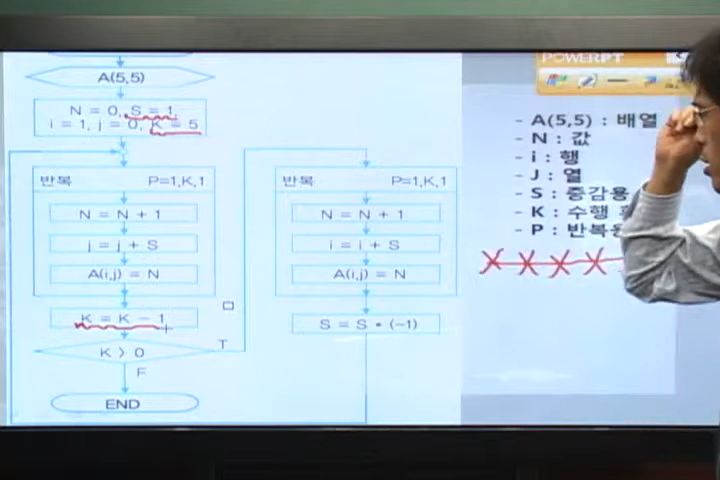 A(5,5)
N = 0, S = 1,
i = 1, j = 0, K = 5
반복 P=1,K,1
N = N + 1
j = j + S
A(i,j) = N
K = K - 1
K > 0
T
F
END
반복 P=1,K,1
N = N + 1
i = i + S
A(i,j) = N
S = S * (-1)
POWERPT
- A(5,5) : 배열
- N : 값
- i : 행
- J : 열
- S : 증감용
- K : 수행
- P : 반복용